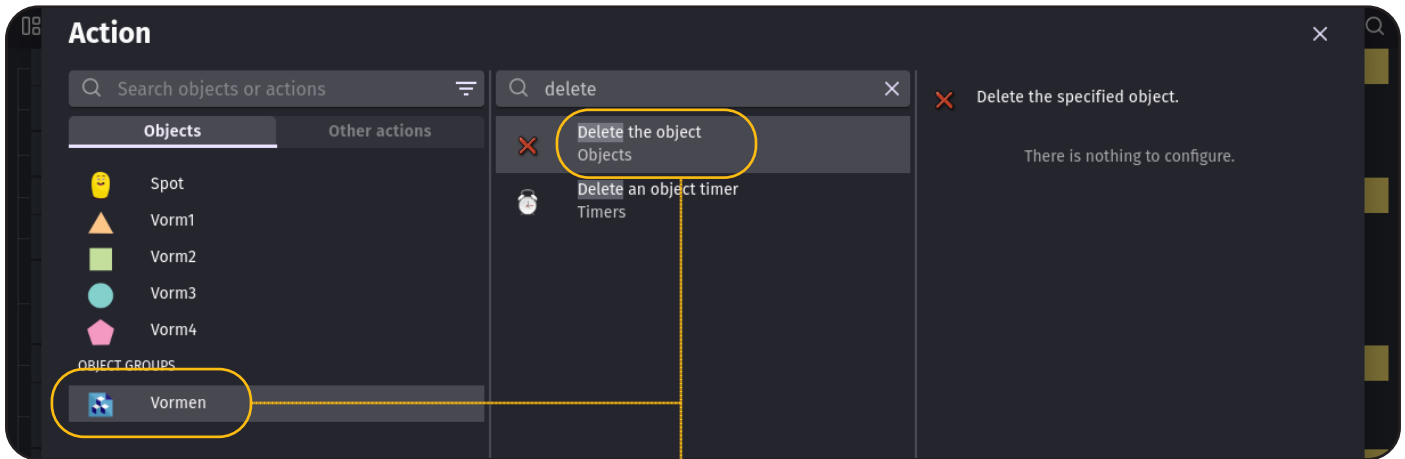 Action
Search objects or actions
Objects
Other actions
Spot
Vorm1
Vorm2
Vorm3
Vorm4
OBJECT GROUPS
Vormen
delete
Delete the object
Objects
Delete an object timer
Timers
Delete the specified object.
There is nothing to configure.